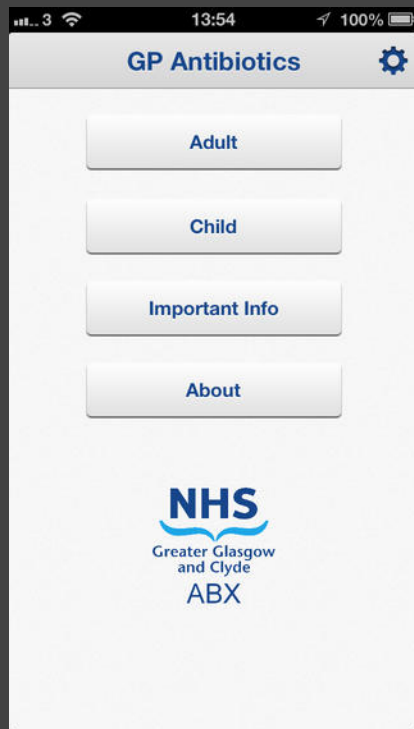 3 13:54 100%
GP Antibiotics
Adult
Child
Important Info
About
NHS
Greater Glasgow
and Clyde
ABX